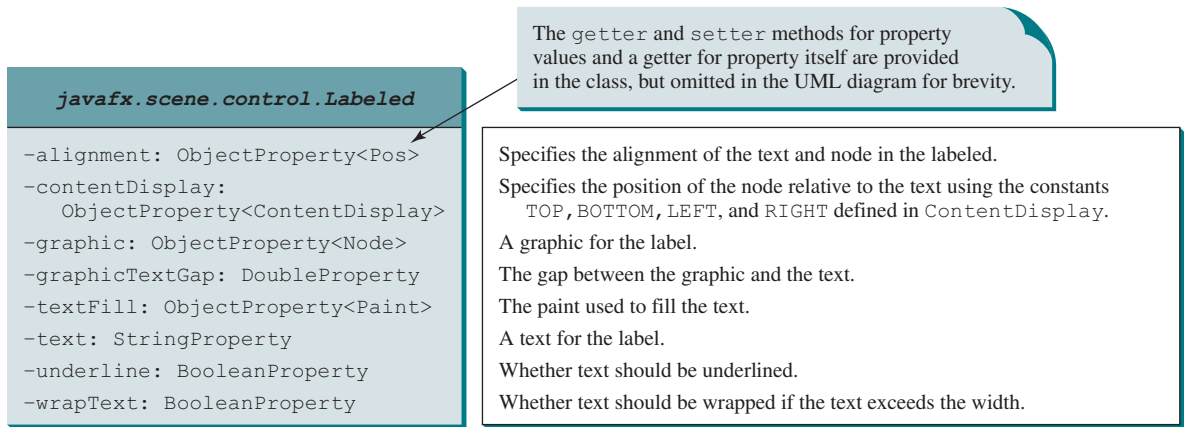 The getter and setter methods for property
values and a getter for property itself are provided
in the class, but omitted in the UML diagram for brevity.
javafx.scene.control.Labeled
-alignment: ObjectProperty<Pos>
Specifies the alignment of the text and node in the labeled.
-contentDisplay:
ObjectProperty<ContentDisplay>
Specifies the position of the node relative to the text using the constants
TOP, BOTTOM, LEFT, and RIGHT defined in ContentDisplay.
-graphic: ObjectProperty<Node>
A graphic for the label.
-graphicTextGap: DoubleProperty
The gap between the graphic and the text.
-textFill: ObjectProperty<Paint>
The paint used to fill the text.
-text: StringProperty
A text for the label.
-underline: BooleanProperty
Whether text should be underlined.
-wrapText: BooleanProperty
Whether text should be wrapped if the text exceeds the width.